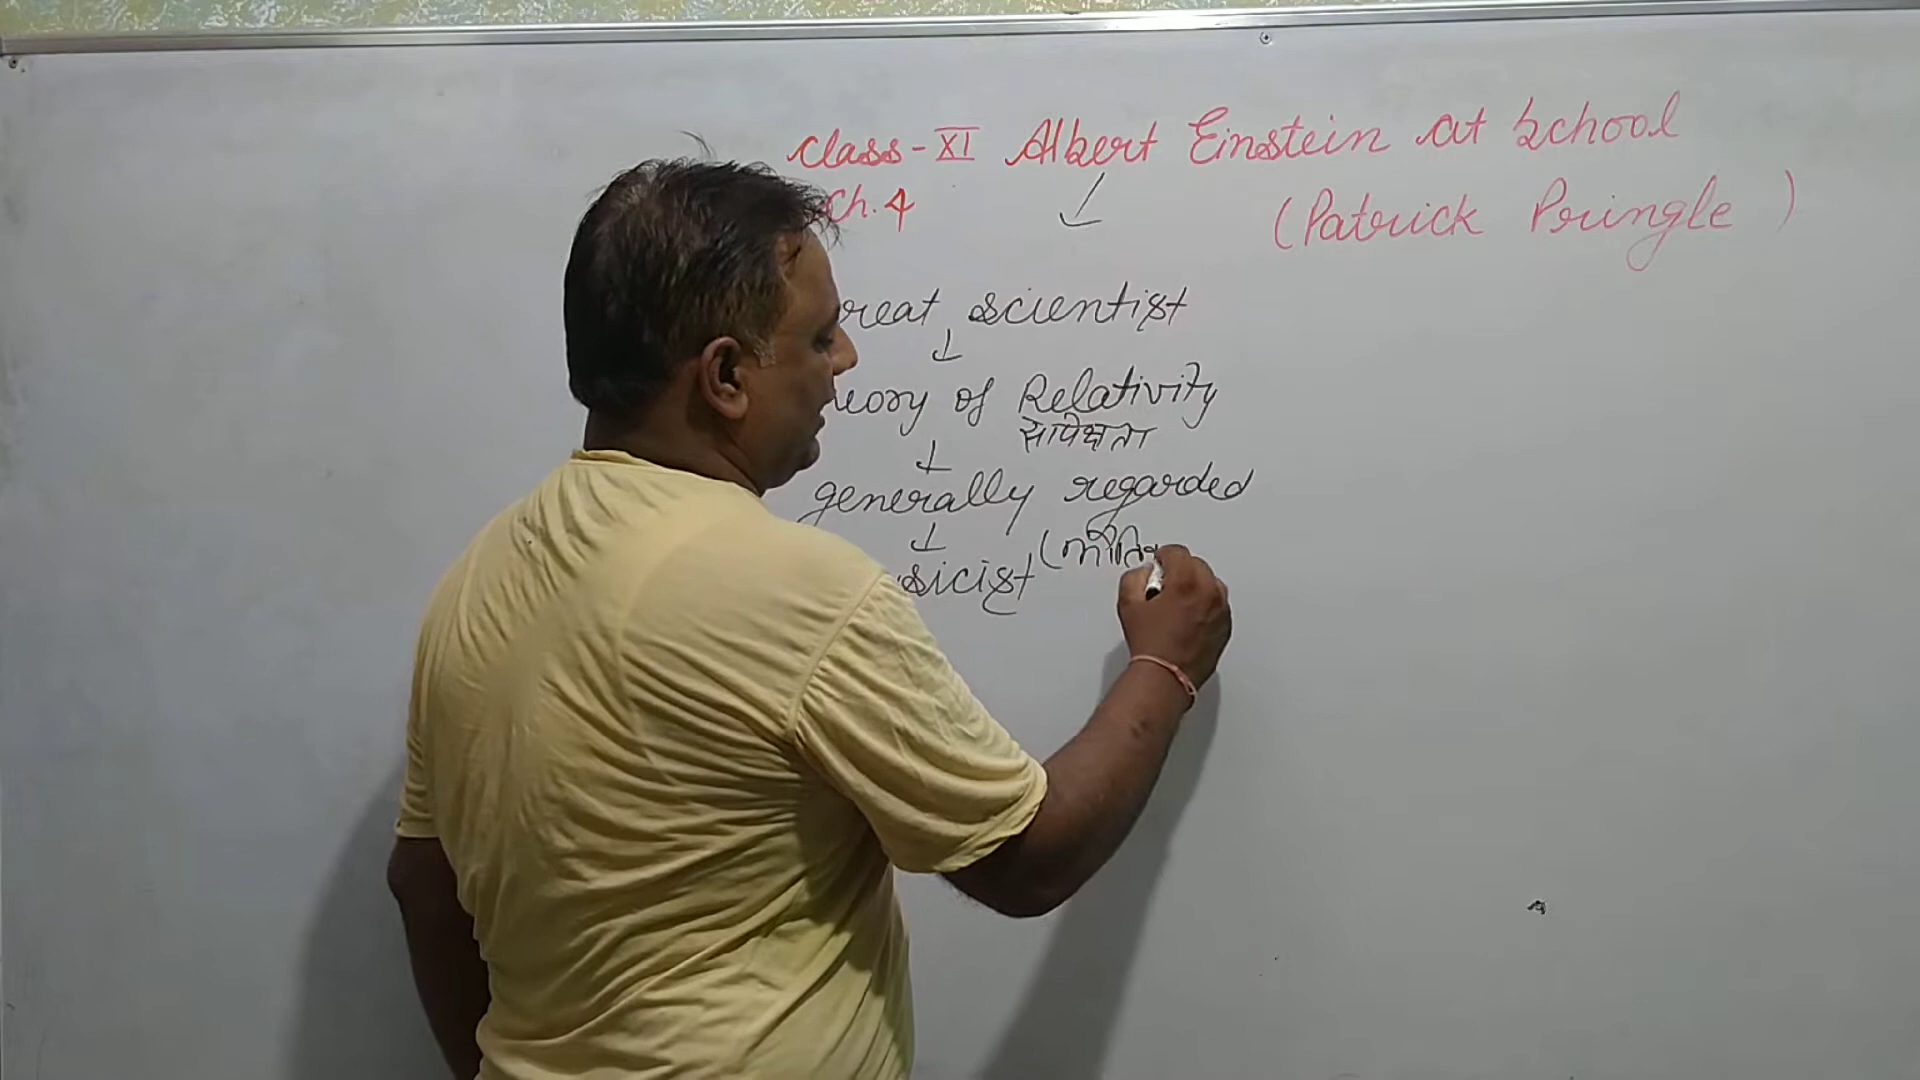 Class-XI Albert Einstein at School
Ch. 4 (Patrick Pringle)
scientist
of Relativity
सापेक्षता
generally regarded